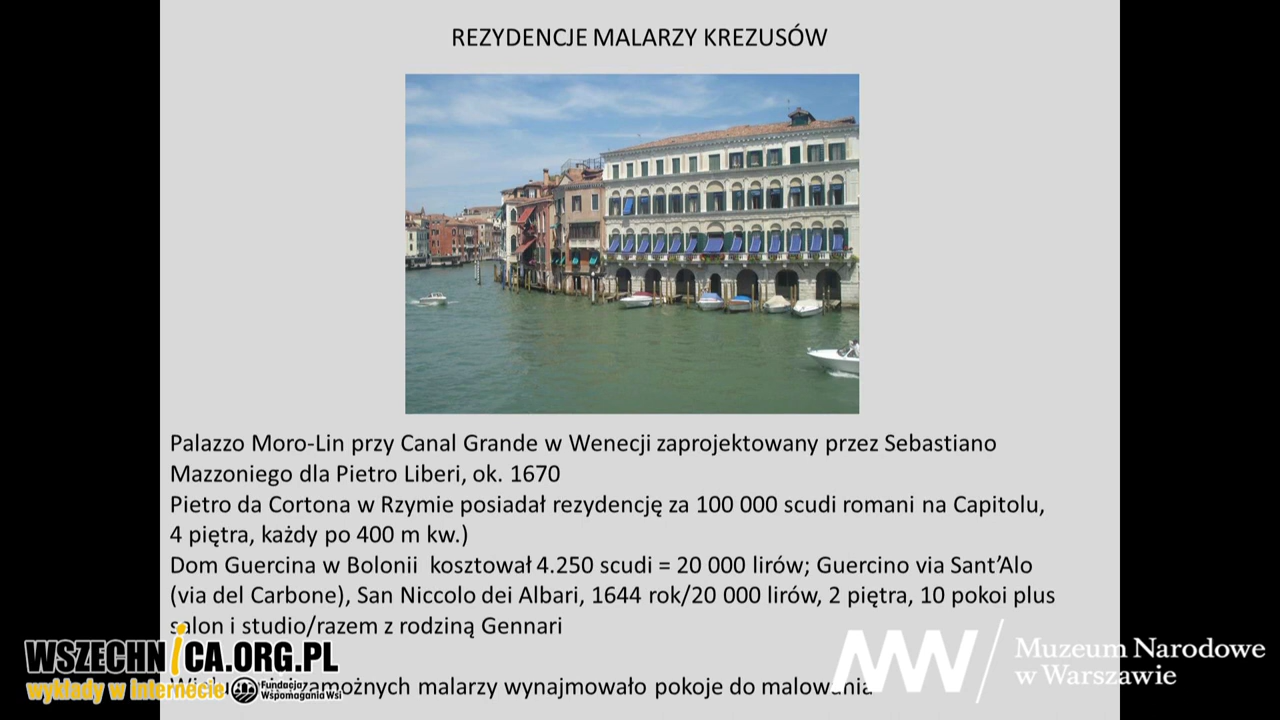 REZYDENCJE MALARZY KREZUSÓW
Palazzo Moro-Lin przy Canal Grande w Wenecji zaprojektowany przez Sebastiano
Mazzoniego dla Pietro Liberi, ok. 1670
Pietro da Cortona w Rzymie posiadał rezydencję za 100 000 scudi romani na Capitolu,
4 piętra, każdy po 400 m kw.)
Dom Guercina w Bolonii kosztował 4.250 scudi = 20 000 lirów; Guercino via Sant’Alo
(via del Carbone), San Niccolo dei Albari, 1644 rok/20 000 lirów, 2 piętra, 10 pokoi plus
salon i studio/razem z rodziną Gennari
zamożnych malarzy wynajmowało pokoje do malowania
WSZECHNICA.ORG.PL
wykłady w Internecie
Fundacja
Wspomagania Wsi
MNW
Muzeum Narodowe
w Warszawie